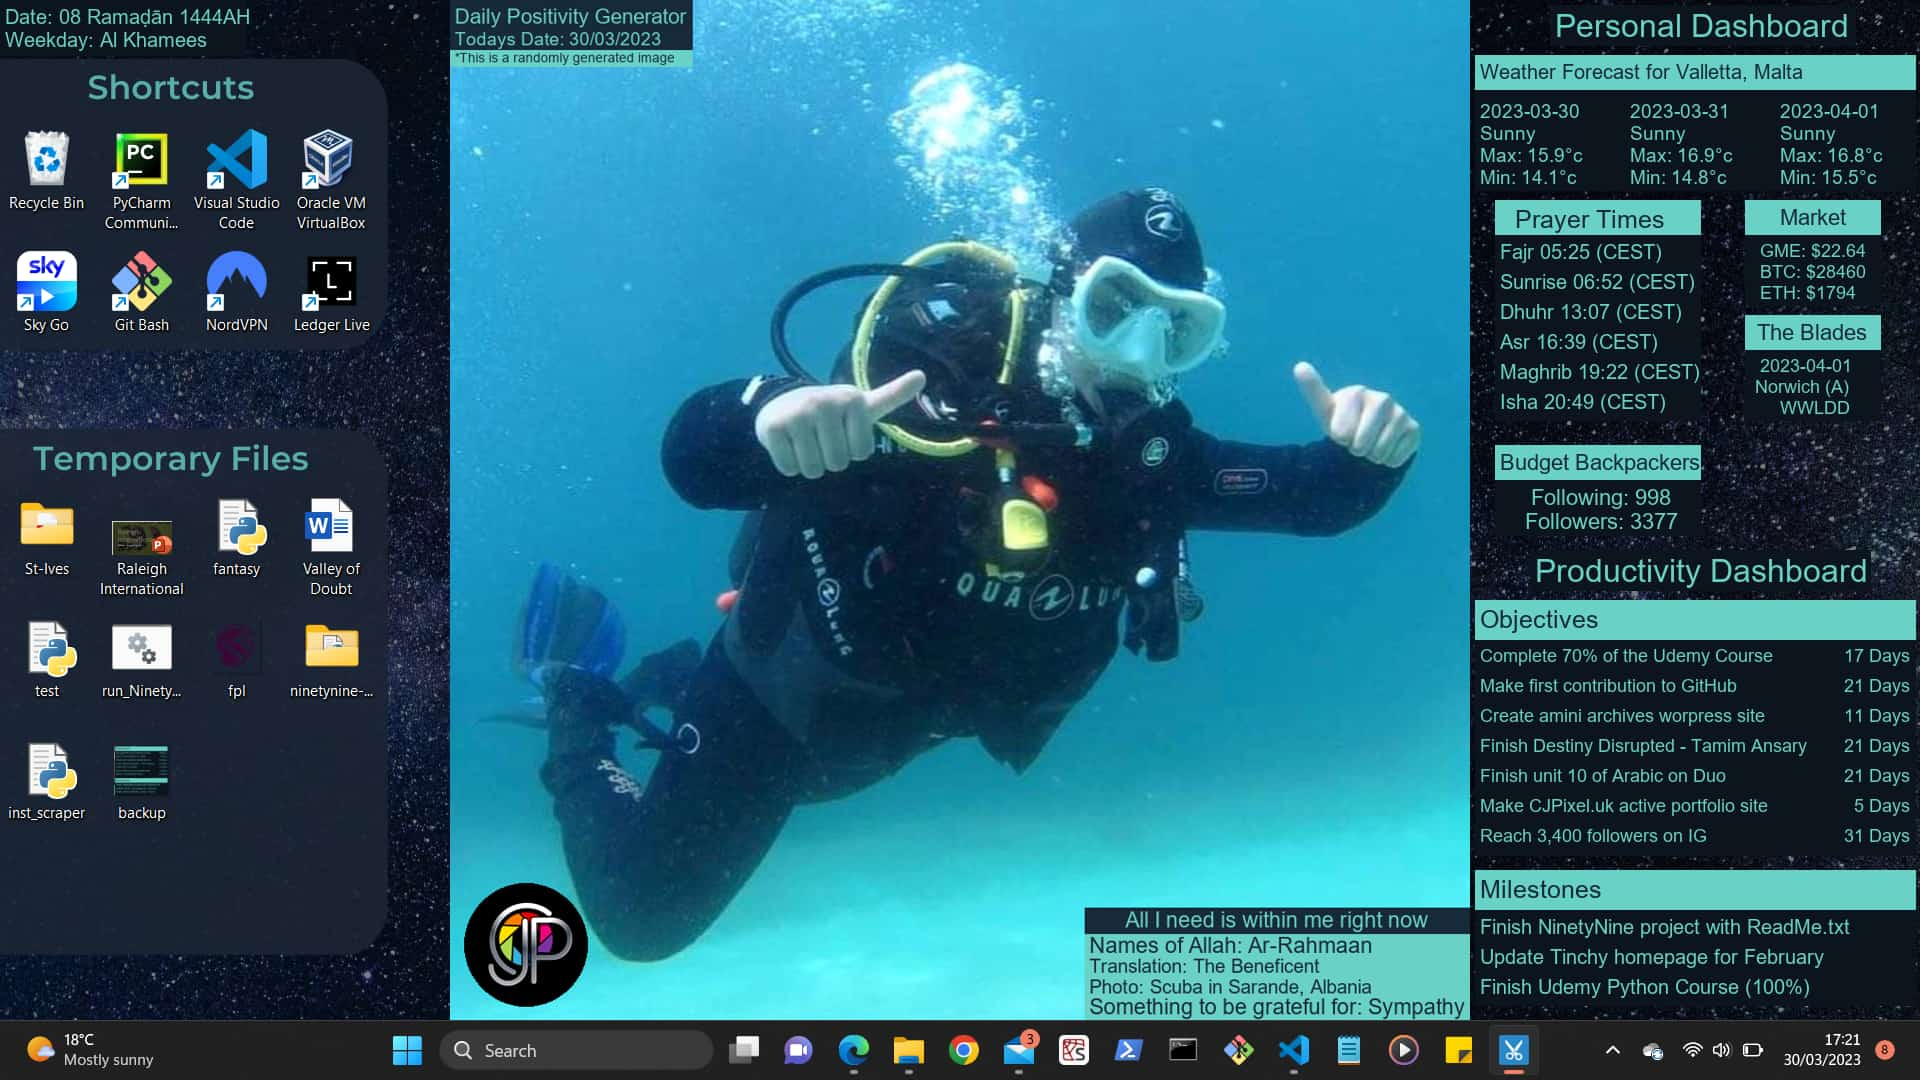 Date: 08 Ramaḍān 1444AH
Weekday: Al Khamees
Shortcuts
Recycle Bin
PyCharm
Communi...
Visual Studio
Code
Oracle VM
VirtualBox
sky
Sky Go
Git Bash
NordVPN
Ledger Live
Temporary Files
St-Ives
Raleigh
International
fantasy
Valley of
Doubt
test
run_Ninety...
fpl
ninetynine-...
inst_scraper
backup
Daily Positivity Generator
Todays Date: 30/03/2023
*This is a randomly generated image
AQUALUNG
QUA LUN
All I need is within me right now
Names of Allah: Ar-Rahmaan
Translation: The Beneficent
Photo: Scuba in Sarande, Albania
Something to be grateful for: Sympathy
Personal Dashboard
Weather Forecast for Valletta, Malta
2023-03-30
Sunny
Max: 15.9°c
Min: 14.1°c
2023-03-31
Sunny
Max: 16.9°c
Min: 14.8°c
2023-04-01
Sunny
Max: 16.8°c
Min: 15.5°c
Prayer Times
Fajr 05:25 (CEST)
Sunrise 06:52 (CEST)
Dhuhr 13:07 (CEST)
Asr 16:39 (CEST)
Maghrib 19:22 (CEST)
Isha 20:49 (CEST)
Market
GME: $22.64
BTC: $28460
ETH: $1794
The Blades
2023-04-01
Norwich (A)
WWLDD
Budget Backpackers
Following: 998
Followers: 3377
Productivity Dashboard
Objectives
Complete 70% of the Udemy Course 17 Days
Make first contribution to GitHub 21 Days
Create amini archives worpress site 11 Days
Finish Destiny Disrupted - Tamim Ansary 21 Days
Finish unit 10 of Arabic on Duo 21 Days
Make CJPixel.uk active portfolio site 5 Days
Reach 3,400 followers on IG 31 Days
Milestones
Finish NinetyNine project with ReadMe.txt
Update Tinchy homepage for February
Finish Udemy Python Course (100%)
18°C
Mostly sunny
Search
3
17:21
30/03/2023
8